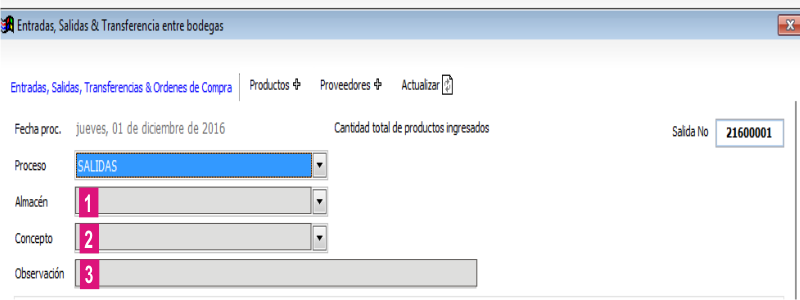 Entradas, Salidas & Transferencia entre bodegas
Entradas, Salidas, Transferencias & Ordenes de Compra Productos Proveedores Actualizar
Fecha proc. jueves, 01 de diciembre de 2016 Cantidad total de productos ingresados Salida No 21600001
Proceso SALIDAS
Almacén 1
Concepto 2
Observación 3